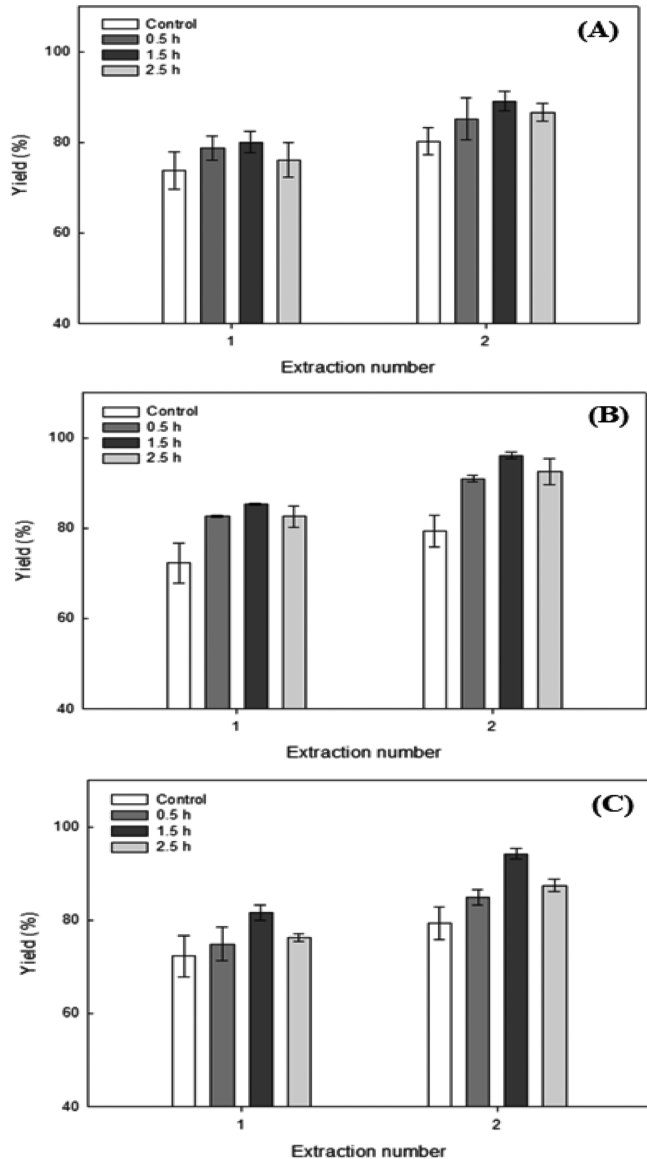 (A)
Control
0.5 h
1.5 h
2.5 h
100
80
60
40
Yield (%)
1 2
Extraction number
(B)
Control
0.5 h
1.5 h
2.5 h
100
80
60
40
Yield (%)
1 2
Extraction number
(C)
Control
0.5 h
1.5 h
2.5 h
100
80
60
40
Yield (%)
1 2
Extraction number